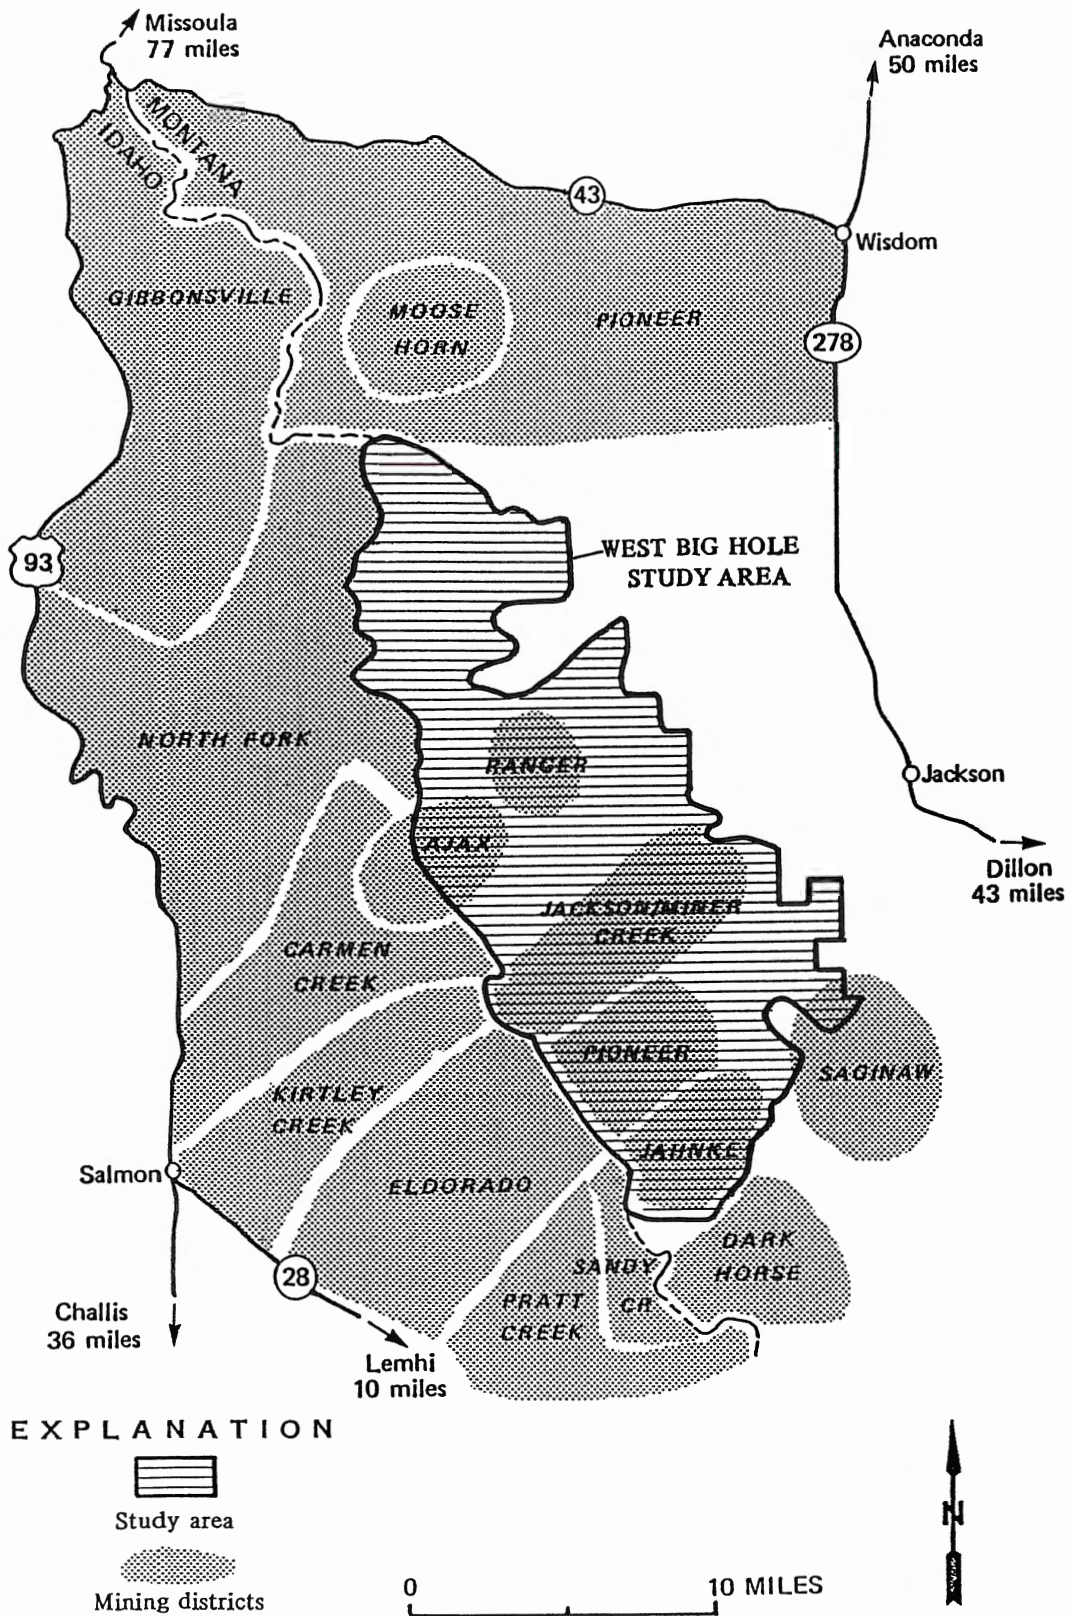 Missoula
77 miles
Anaconda
50 miles
MONTANA
IDAHO
43
Wisdom
GIBBONSVILLE
MOOSE
HORN
PIONEER
278
93
WEST BIG HOLE
STUDY AREA
NORTH FORK
RANGER
Jackson
AJAX
Dillon
43 miles
JACKSON/MINER
CREEK
CARMEN
CREEK
PIONEER
SAGINAW
KIRTLEY
CREEK
JAHNKE
Salmon
ELDORADO
DARK
HORSE
SANDY
CR
28
PRATT
CREEK
Challis
36 miles
Lemhi
10 miles
EXPLANATION
Study area
Mining districts
N
0 10 MILES